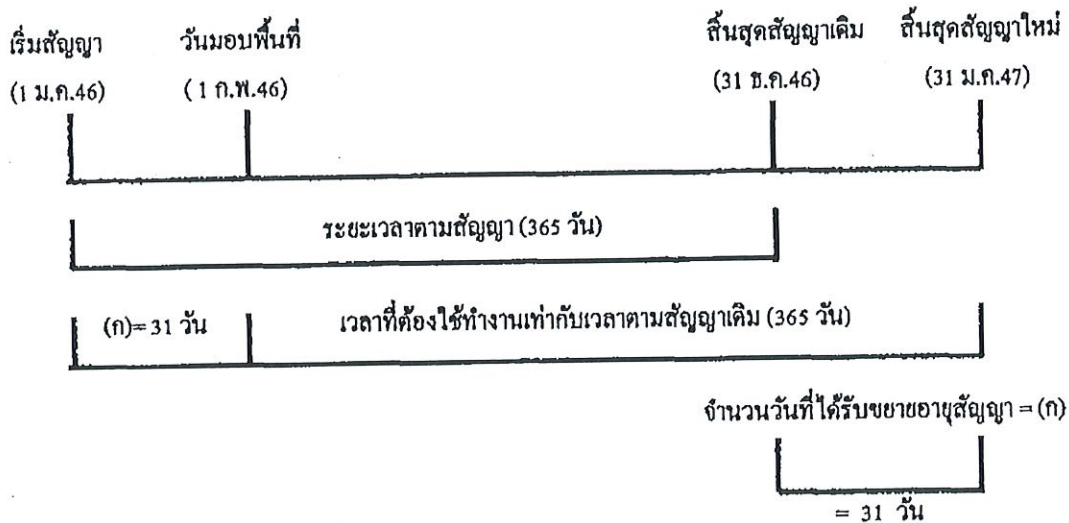 เริ่มสัญญา วันมอบพื้นที่ สิ้นสุดสัญญาเดิม สิ้นสุดสัญญาใหม่
(1 ม.ค.46) (1 ก.พ.46) (31 ธ.ค.46) (31 ม.ค.47)
ระยะเวลาตามสัญญา (365 วัน)
(ก)= 31 วัน เวลาที่ต้องใช้ทำงานเท่ากับเวลาตามสัญญาเดิม (365 วัน)
จำนวนวันที่ได้รับขยายอายุสัญญา = (ก)
= 31 วัน